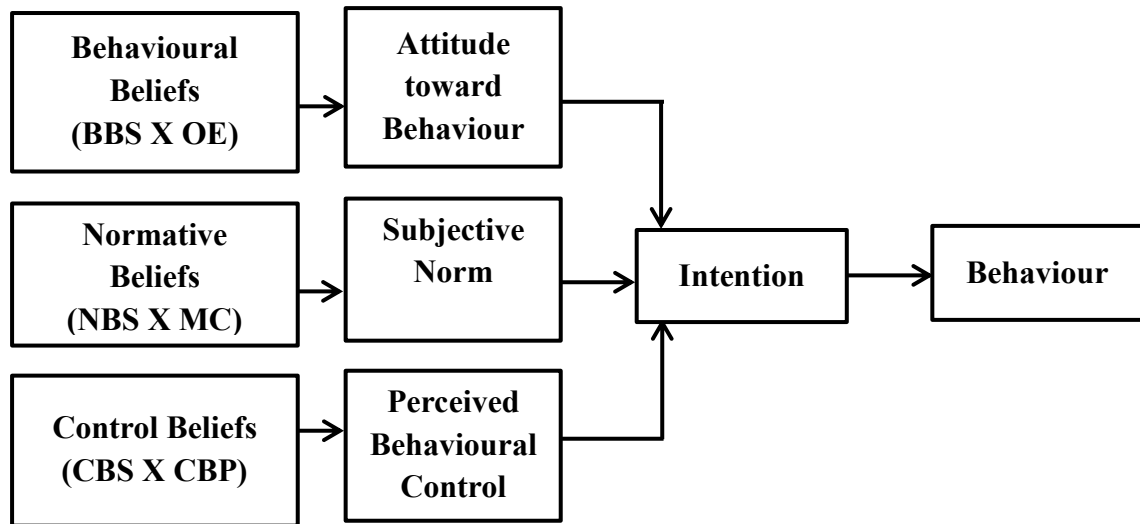 Behavioural
Beliefs
(BBS X OE)
Attitude
toward
Behaviour
Normative
Beliefs
(NBS X MC)
Subjective
Norm
Intention
Behaviour
Control Beliefs
(CBS X CBP)
Perceived
Behavioural
Control